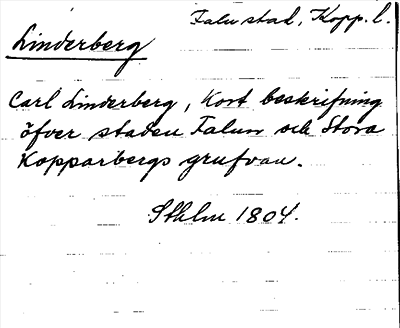 Falu stad, Kopp. l.
Linderberg
Carl Linderberg, Kort beskrifning
öfver staden Falun och Stora
Kopparbergs grufvan.
Sthlm 1804.